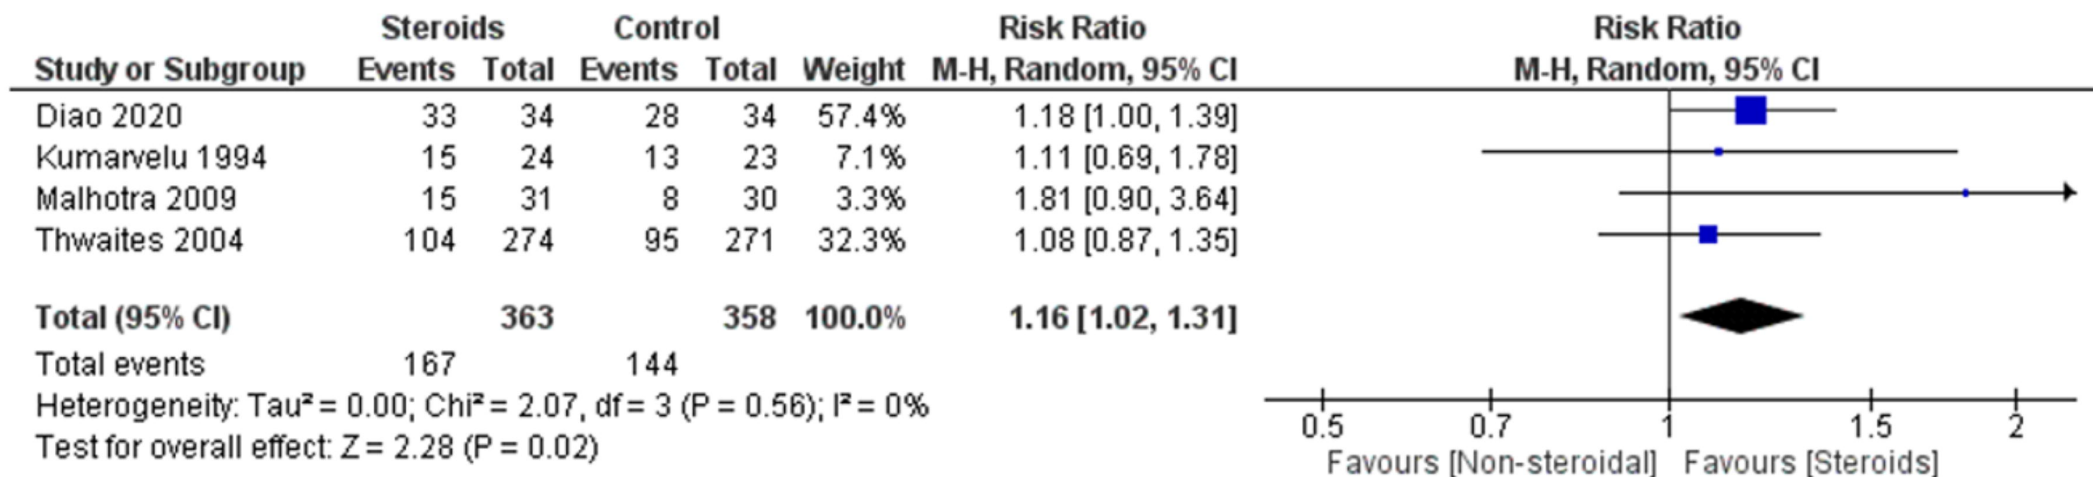 Steroids Control Risk Ratio Risk Ratio
Study or Subgroup Events Total Events Total Weight M-H, Random, 95% CI M-H, Random, 95% CI
Diao 2020 33 34 28 34 57.4% 1.18 [1.00, 1.39]
Kumarvelu 1994 15 24 13 23 7.1% 1.11 [0.69, 1.78]
Malhotra 2009 15 31 8 30 3.3% 1.81 [0.90, 3.64]
Thwaites 2004 104 274 95 271 32.3% 1.08 [0.87, 1.35]
Total (95% CI) 363 358 100.0% 1.16 [1.02, 1.31]
Total events 167 144
Heterogeneity: Tau² = 0.00; Chi² = 2.07, df = 3 (P = 0.56); I² = 0%
Test for overall effect: Z = 2.28 (P = 0.02)
0.5 0.7 1 1.5 2
Favours [Non-steroidal] Favours [Steroids]